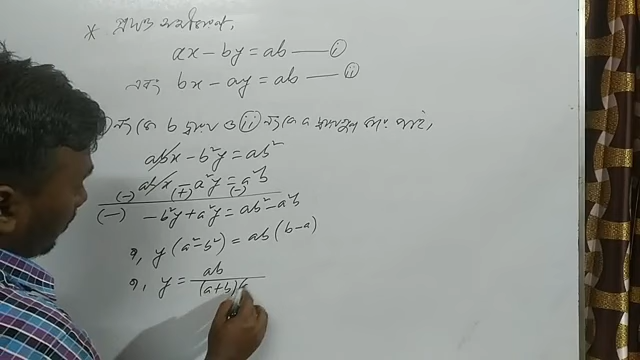 * প্রদত্ত সমীকরণ,
ax - by = ab —— (i)
এবং bx - ay = ab —— (ii)
নং কে b দ্বারা ও (ii) নং কে a দ্বারা গুণ করে পাই,
abx - b²y = ab²
abx - a²y = a²b
(-) (+) (-)
(-) - b²y + a²y = ab² - a²b
বা, y (a² - b²) = ab (b - a)
বা, y = ab
(a+b)(